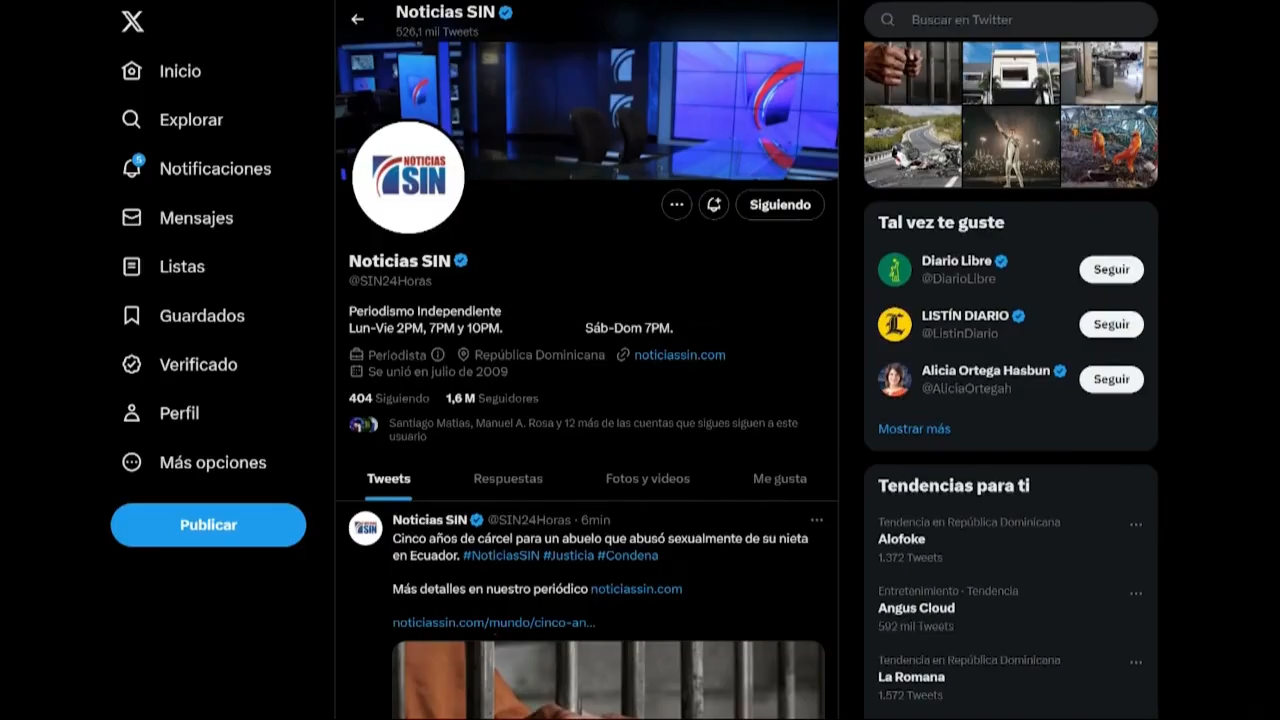 Inicio
Explorar
5
Notificaciones
Mensajes
Listas
Guardados
Verificado
Perfil
Más opciones
Publicar
Noticias SIN
526,1 mil Tweets
NOTICIAS
SIN
Siguiendo
Noticias SIN
@SIN24Horas
Periodismo Independiente
Lun-Vie 2PM, 7PM y 10PM. Sáb-Dom 7PM.
Periodista República Dominicana noticiassin.com
Se unió en julio de 2009
404 Siguiendo 1,6 M Seguidores
Santiago Matias, Manuel A. Rosa y 12 más de las cuentas que sigues siguen a este
usuario
Tweets Respuestas Fotos y videos Me gusta
Noticias SIN @SIN24Horas · 6min
Cinco años de cárcel para un abuelo que abusó sexualmente de su nieta
en Ecuador. #NoticiasSIN #Justicia #Condena
Más detalles en nuestro periódico noticiassin.com
noticiassin.com/mundo/cinco-an...
SIN
Buscar en Twitter
Tal vez te guste
Diario Libre
@DiarioLibre
Seguir
LISTÍN DIARIO
@ListinDiario
Seguir
Alicia Ortega Hasbun
@AliciaOrtegah
Seguir
Mostrar más
Tendencias para ti
Tendencia en República Dominicana
Alofoke
1.372 Tweets
Entretenimiento · Tendencia
Angus Cloud
592 mil Tweets
Tendencia en República Dominicana
La Romana
1.572 Tweets